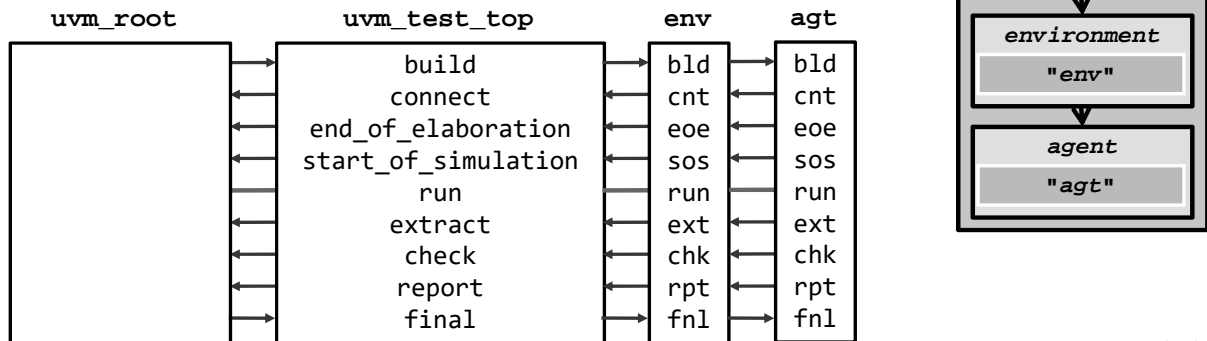 uvm_root uvm_test_top env agt
build bld bld
connect cnt cnt
end_of_elaboration eoe eoe
start_of_simulation sos sos
run run run
extract ext ext
check chk chk
report rpt rpt
final fnl fnl
environment
"env"
agent
"agt"